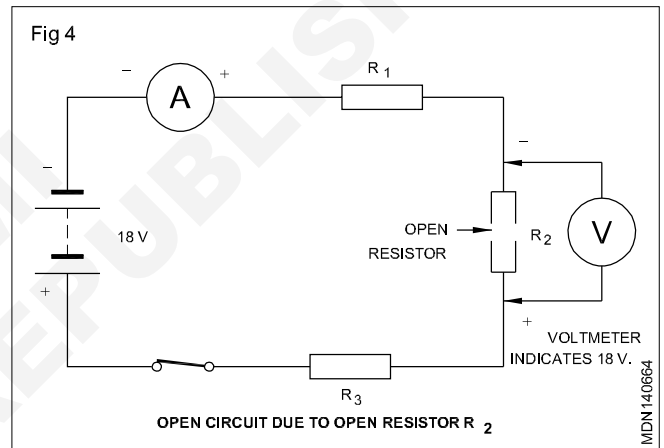 Fig 4
− A +
R 1
−
18 V
+
OPEN
RESISTOR
R 2
−
V
+
VOLTMETER
INDICATES 18 V.
R 3
OPEN CIRCUIT DUE TO OPEN RESISTOR R 2
MDN140664
REPUBLISH